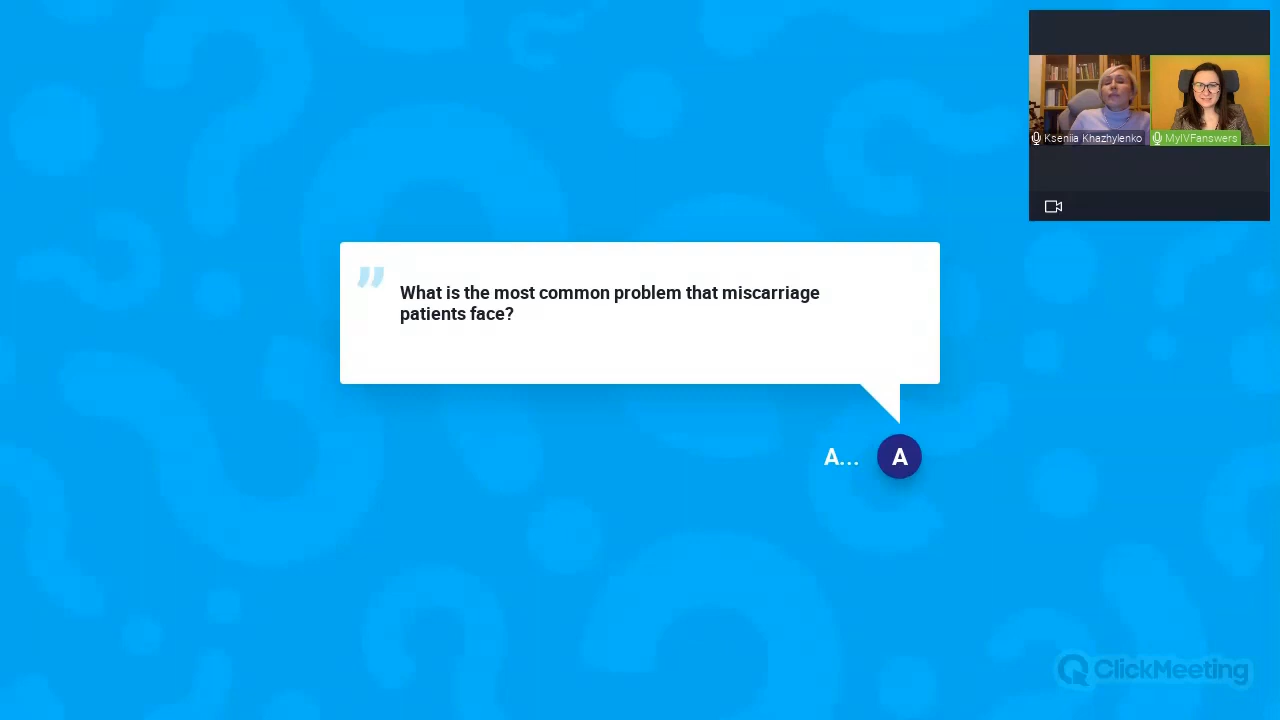 Kseniia Khazhylenko
MyIVFanswers
What is the most common problem that miscarriage
patients face?
A...
A
ClickMeeting